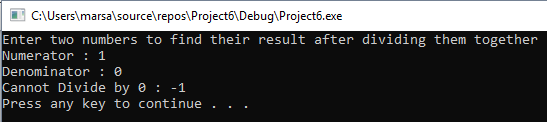 C:\Users\marsa\source\repos\Project6\Debug\Project6.exe
Enter two numbers to find their result after dividing them together
Numerator : 1
Denominator : 0
Cannot Divide by 0 : -1
Press any key to continue . . .